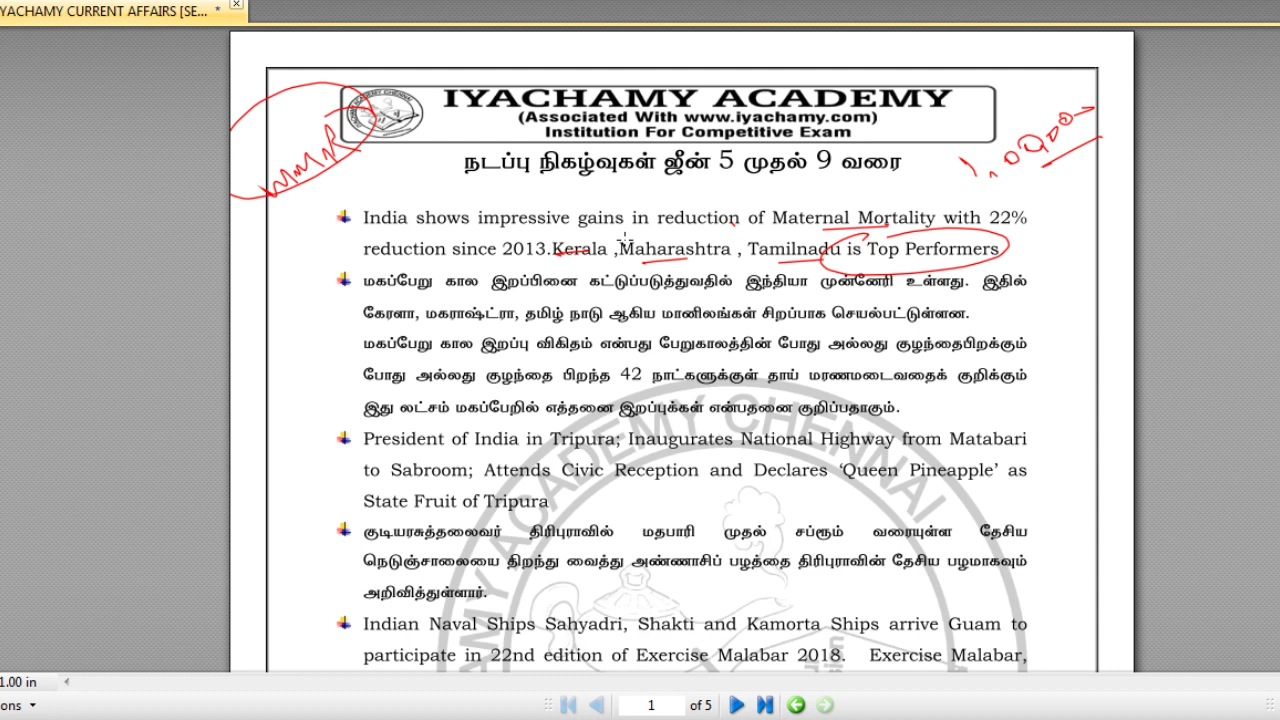 YACHAMY CURRENT AFFAIRS [SE... *
IYACHAMY ACADEMY
(Associated With www.iyachamy.com)
Institution For Competitive Exam
MMR
1,00,000
நடப்பு நிகழ்வுகள் ஜீன் 5 முதல் 9 வரை
India shows impressive gains in reduction of Maternal Mortality with 22%
reduction since 2013.Kerala ,Maharashtra , Tamilnadu is Top Performers
மகப்பேறு கால இறப்பினை கட்டுப்படுத்துவதில் இந்தியா முன்னேரி உள்ளது. இதில்
கேரளா, மகராஷ்ட்ரா, தமிழ் நாடு ஆகிய மானிலங்கள் சிறப்பாக செயல்பட்டுள்ளன.
மகப்பேறு கால இறப்பு விகிதம் என்பது பேறுகாலத்தின் போது அல்லது குழந்தைபிறக்கும்
போது அல்லது குழந்தை பிறந்த 42 நாட்களுக்குள் தாய் மரணமடைவதைக் குறிக்கும்
இது லட்சம் மகப்பேறில் எத்தனை இறப்புக்கள் என்பதனை குறிப்பதாகும்.
President of India in Tripura; Inaugurates National Highway from Matabari
to Sabroom; Attends Civic Reception and Declares ‘Queen Pineapple’ as
State Fruit of Tripura
குடியரசுத்தலைவர் திரிபுராவில் மதபாரி முதல் சப்ரூம் வரையுள்ள தேசிய
நெடுஞ்சாலையை திறந்து வைத்து அண்ணாசிப் பழத்தை திரிபுராவின் தேசிய பழமாகவும்
அறிவித்துள்ளார்.
Indian Naval Ships Sahyadri, Shakti and Kamorta Ships arrive Guam to
participate in 22nd edition of Exercise Malabar 2018. Exercise Malabar,
IYACHAMY ACADEMY CHENNAI
1.00 in
ons
1 of 5